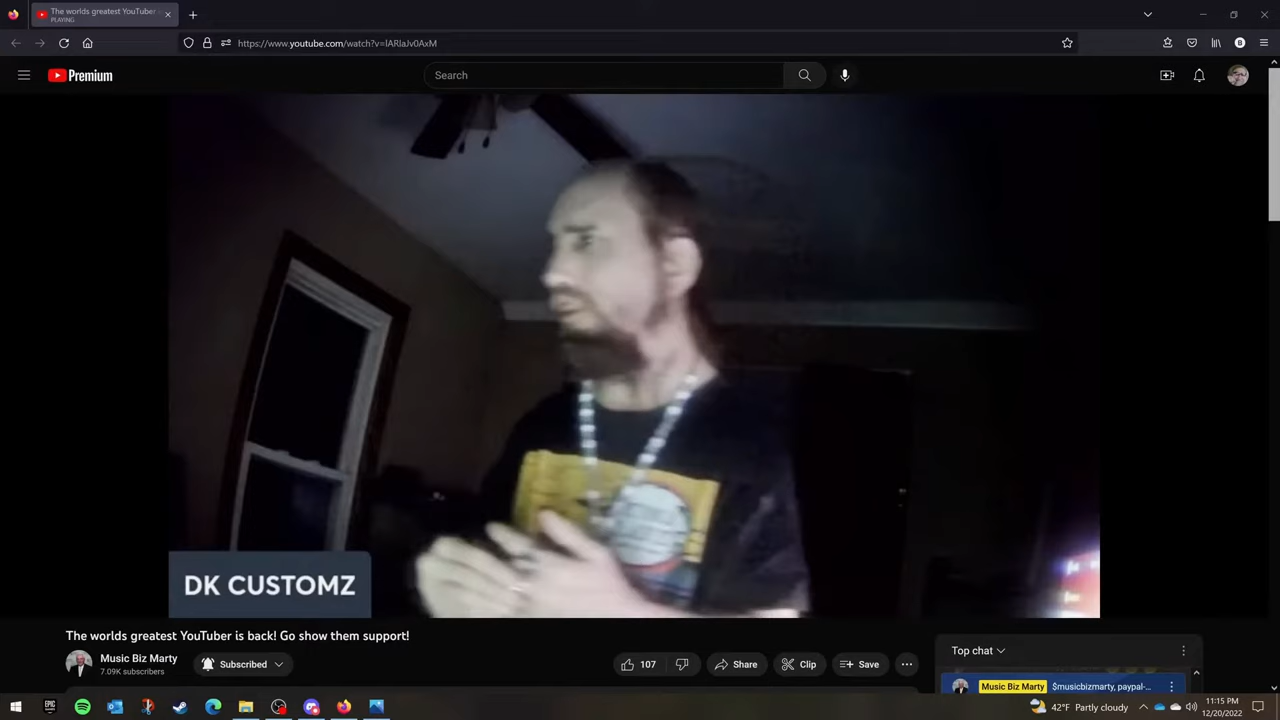 The worlds greatest YouTuber
PLAYING
https://www.youtube.com/watch?v=lARlaJv0AxM
B
Premium
Search
DK CUSTOMZ
The worlds greatest YouTuber is back! Go show them support!
Music Biz Marty
7.09K subscribers
Subscribed
107
Share
Clip
Save
Top chat
Music Biz Marty $musicbizmarty, paypal-...
EPIC
42°F Partly cloudy
11:15 PM
12/20/2022